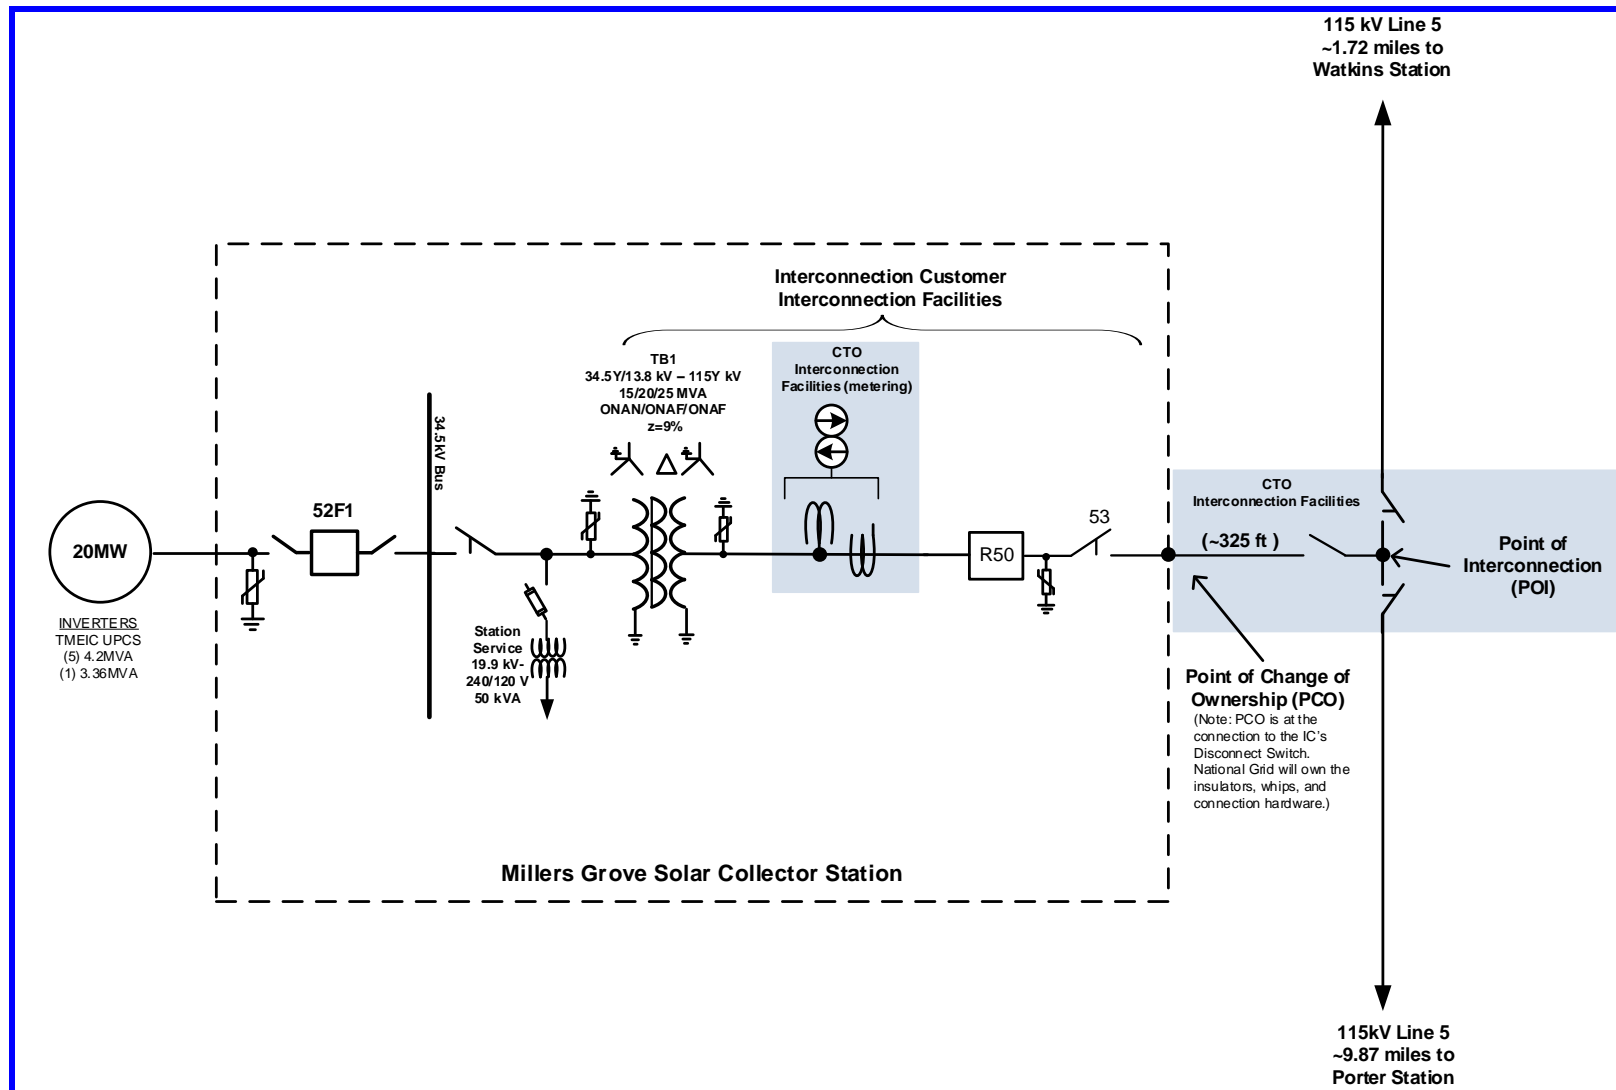 115 kV Line 5
~1.72 miles to
Watkins Station
Interconnection Customer
Interconnection Facilities
TB1
34.5Y/13.8 kV – 115Y kV
15/20/25 MVA
ONAN/ONAF/ONAF
z=9%
CTO
Interconnection
Facilities (metering)
34.5kV Bus
52F1
20MW
INVERTERS
TMEIC UPCS
(5) 4.2MVA
(1) 3.36MVA
Station
Service
19.9 kV-
240/120 V
50 kVA
R50
53
CTO
Interconnection Facilities
(~325 ft )
Point of
Interconnection
(POI)
Point of Change of
Ownership (PCO)
(Note: PCO is at the
connection to the IC's
Disconnect Switch.
National Grid will own the
insulators, whips, and
connection hardware.)
Millers Grove Solar Collector Station
115kV Line 5
~9.87 miles to
Porter Station